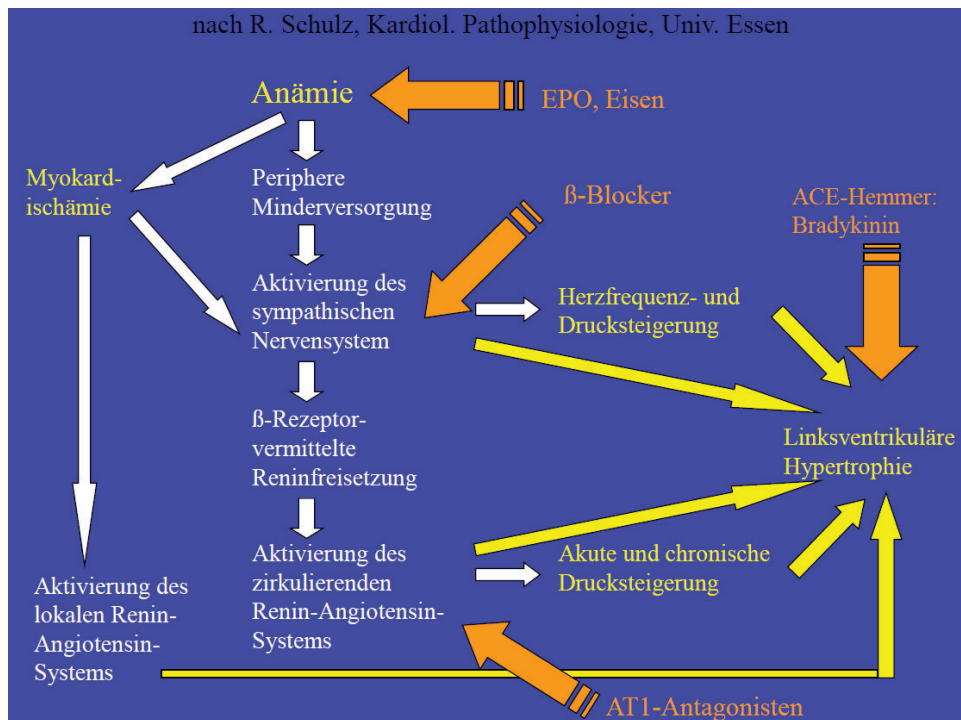 nach R. Schulz, Kardiol. Pathophysiologie, Univ. Essen
Anämie
EPO, Eisen
Myokard-
ischämie
Periphere
Minderversorgung
ß-Blocker
ACE-Hemmer:
Bradykinin
Aktivierung des
sympathischen
Nervensystem
Herzfrequenz- und
Drucksteigerung
ß-Rezeptor-
vermittelte
Reninfreisetzung
Linksventrikuläre
Hypertrophie
Aktivierung des
zirkulierenden
Renin-Angiotensin-
Systems
Akute und chronische
Drucksteigerung
Aktivierung des
lokalen Renin-
Angiotensin-
Systems
AT1-Antagonisten